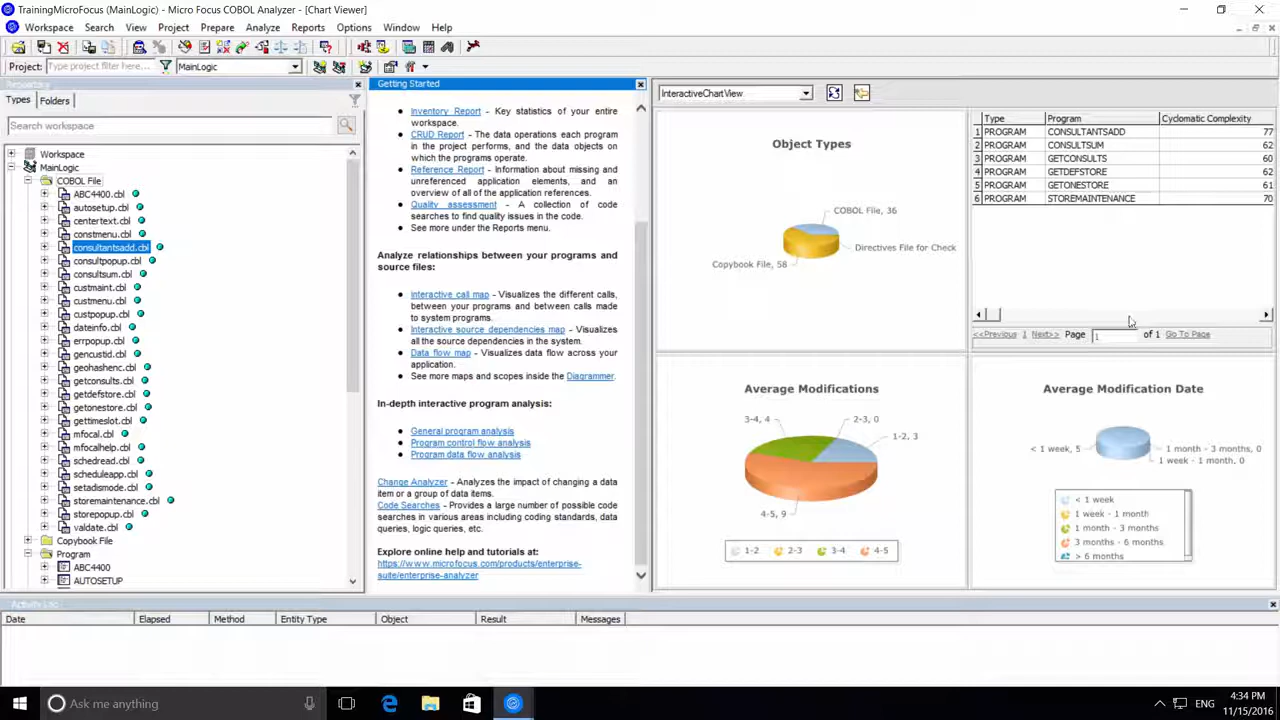 TrainingMicroFocus (MainLogic) - Micro Focus COBOL Analyzer - [Chart Viewer]
Workspace Search View Project Prepare Analyze Reports Options Window Help
Project: Type project filter here... MainLogic
Repository
Types Folders
Search workspace
Workspace
MainLogic
COBOL File
ABC4400.cbl
autosetup.cbl
centertext.cbl
constmenu.cbl
consultantsadd.cbl
consultpopup.cbl
consultsum.cbl
custmaint.cbl
custmenu.cbl
custpopup.cbl
dateinfo.cbl
errpopup.cbl
gencustid.cbl
geohashenc.cbl
getconsults.cbl
getdefstore.cbl
getonestore.cbl
gettimeslot.cbl
mfocal.cbl
mfocalhelp.cbl
schedread.cbl
scheduleapp.cbl
setadismode.cbl
storemaintenance.cbl
storepopup.cbl
valdate.cbl
Copybook File
Program
ABC4400
AUTOSETUP
Getting Started
Inventory Report - Key statistics of your entire
workspace.
CRUD Report - The data operations each program
in the project performs, and the data objects on
which the programs operate.
Reference Report - Information about missing and
unreferenced application elements, and an
overview of all of the application references.
Quality assessment - A collection of code
searches to find quality issues in the code.
See more under the Reports menu.
Analyze relationships between your programs and
source files:
Interactive call map - Visualizes the different calls,
between your programs and between calls made
to system programs.
Interactive source dependencies map - Visualizes
all the source dependencies in the system.
Data flow map - Visualizes data flow across your
application.
See more maps and scopes inside the Diagrammer.
In-depth interactive program analysis:
General program analysis
Program control flow analysis
Program data flow analysis
Change Analyzer - Analyzes the impact of changing a data
item or a group of data items.
Code Searches - Provides a large number of possible code
searches in various areas including coding standards, data
queries, logic queries, etc.
Explore online help and tutorials at:
https://www.microfocus.com/products/enterprise-
suite/enterprise-analyzer
InteractiveChartView
Object Types
COBOL File, 36
Directives File for Check
Copybook File, 58
Type Program Cyclomatic Complexity
1 PROGRAM CONSULTANTSADD 77
2 PROGRAM CONSULTSUM 62
3 PROGRAM GETCONSULTS 60
4 PROGRAM GETDEFSTORE 62
5 PROGRAM GETONESTORE 61
6 PROGRAM STOREMAINTENANCE 70
<<Previous 1 Next>> Page 1 of 1 Go To Page
Average Modifications
3-4, 4
2-3, 0
1-2, 3
4-5, 9
1-2 2-3 3-4 4-5
Average Modification Date
< 1 week, 5
1 month - 3 months, 0
1 week - 1 month, 0
< 1 week
1 week - 1 month
1 month - 3 months
3 months - 6 months
> 6 months
Activity Log
Date Elapsed Method Entity Type Object Result Messages
Ask me anything
ENG
4:34 PM
11/15/2016